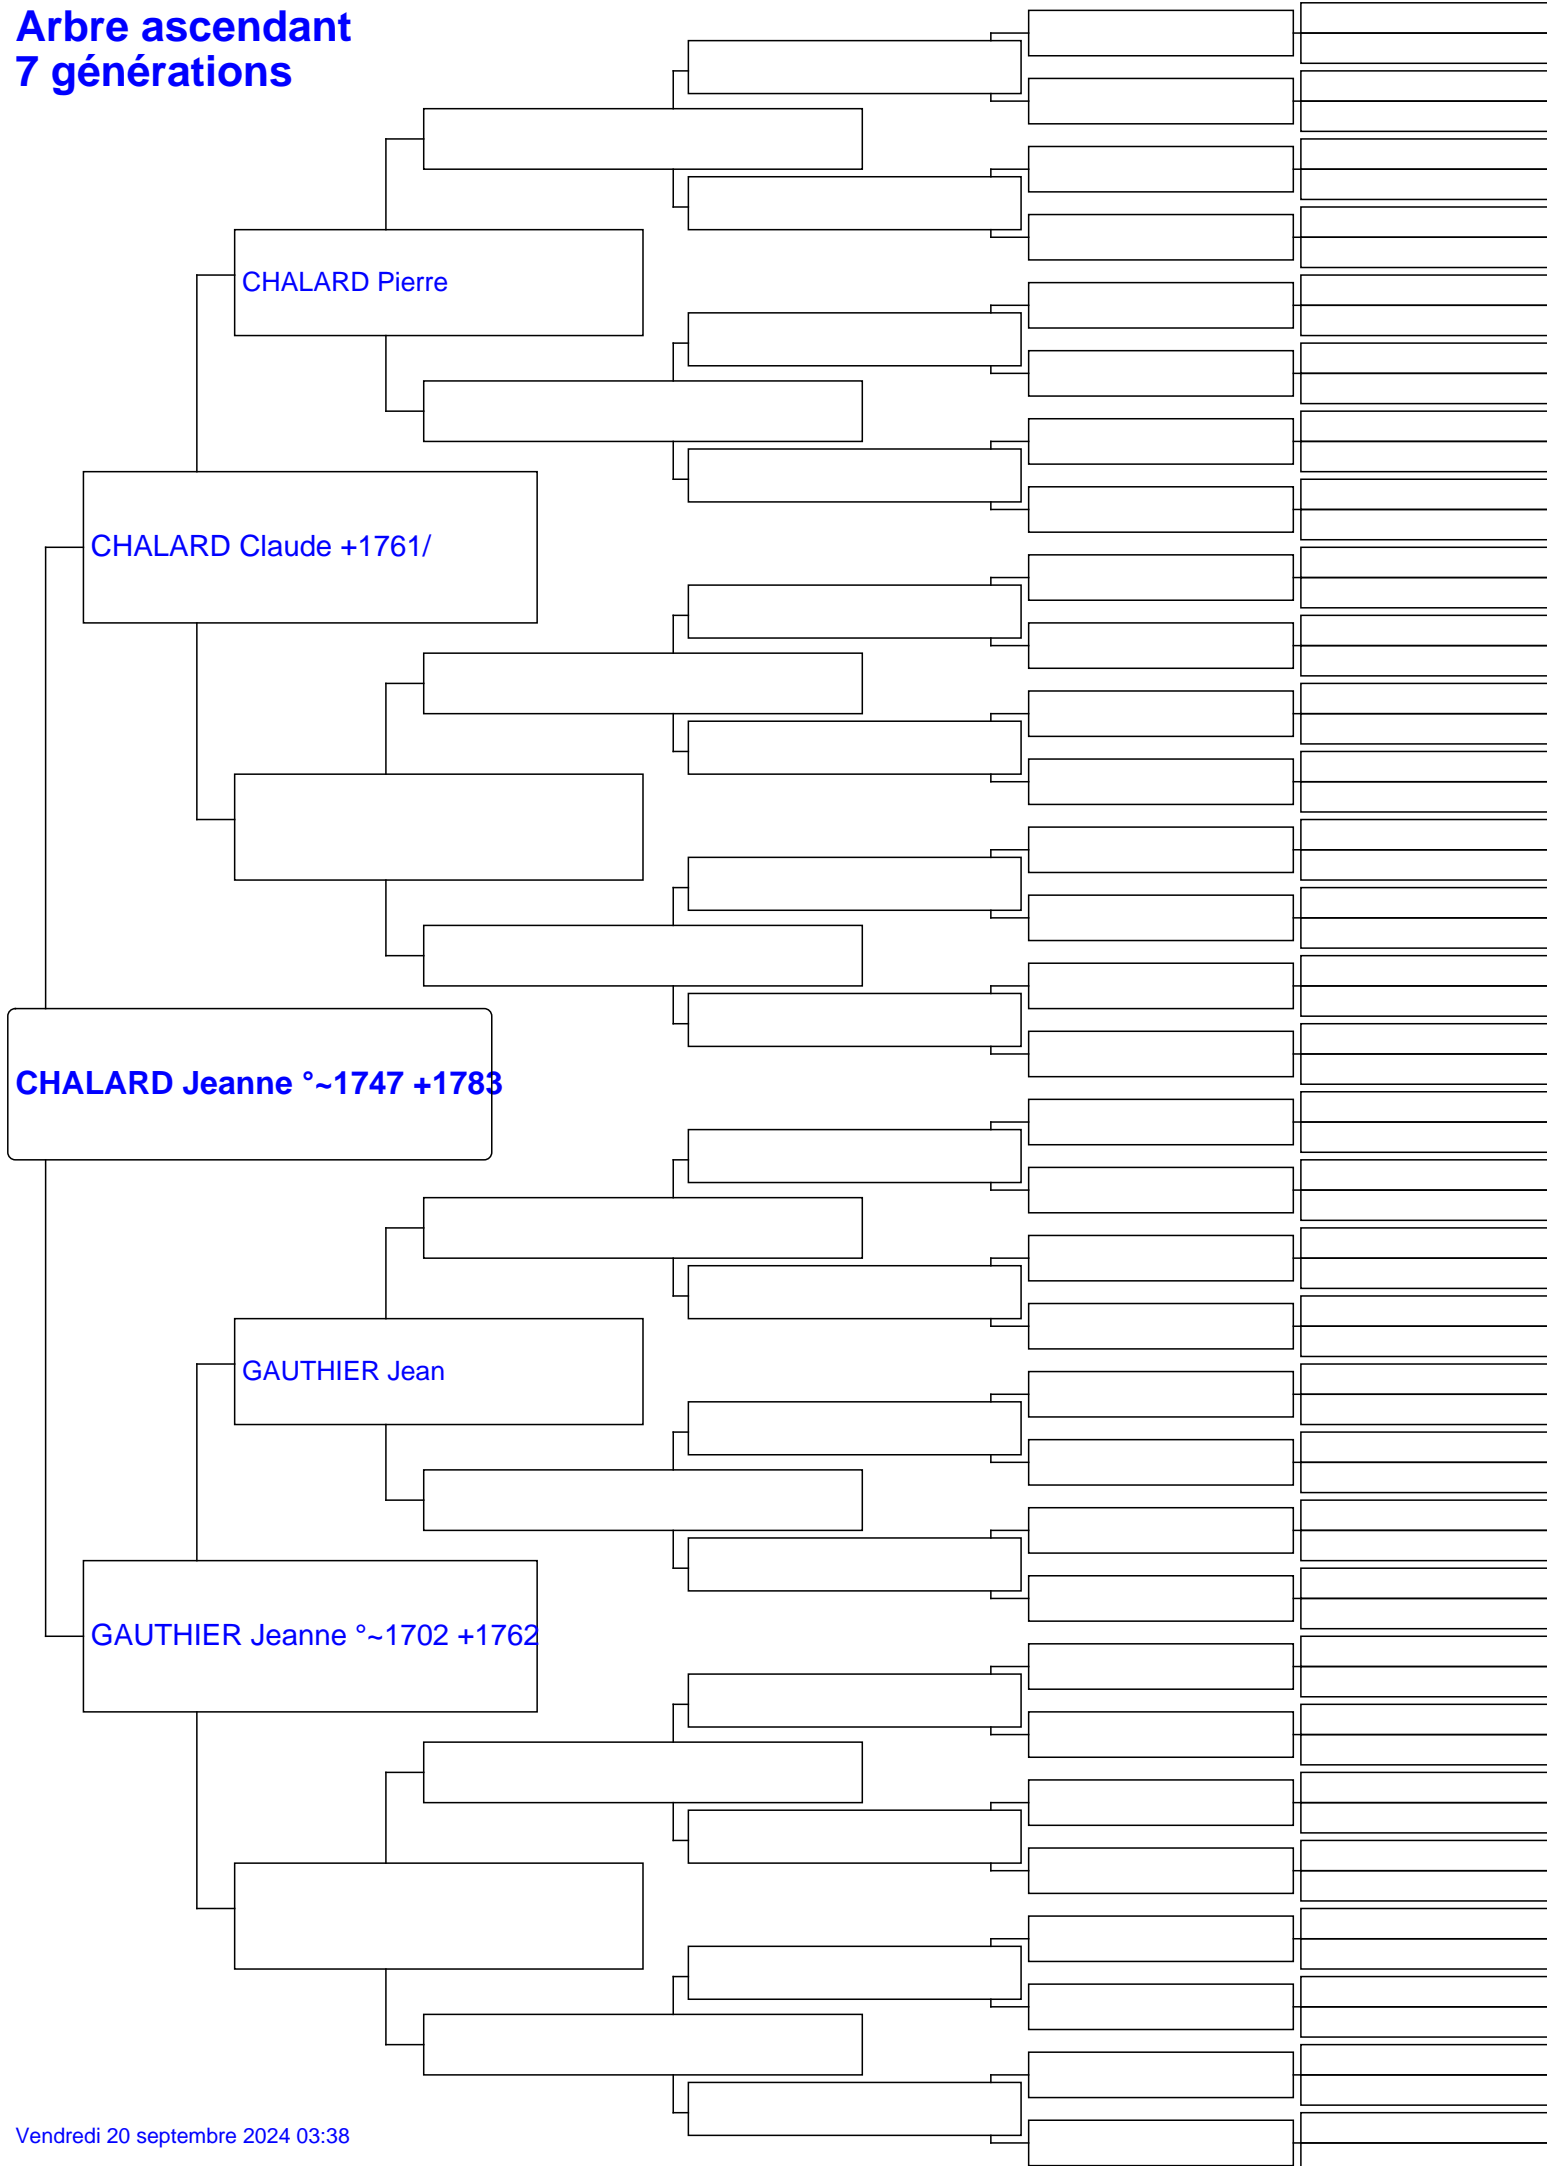 Arbre ascendant
7 générations
CHALARD Pierre
CHALARD Claude +1761/
CHALARD Jeanne °~1747 +1783
GAUTHIER Jean
GAUTHIER Jeanne °~1702 +1762
Vendredi 20 septembre 2024 03:38